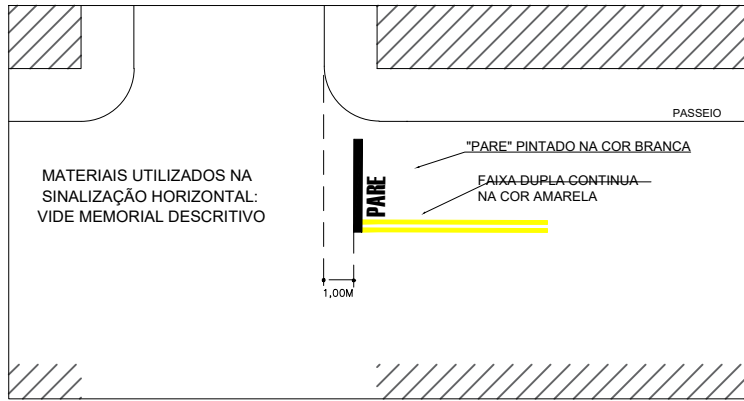 PASSEIO
"PARE" PINTADO NA COR BRANCA
MATERIAIS UTILIZADOS NA
SINALIZAÇÃO HORIZONTAL:
VIDE MEMORIAL DESCRITIVO
PARE
FAIXA DUPLA CONTINUA
NA COR AMARELA
1,00M